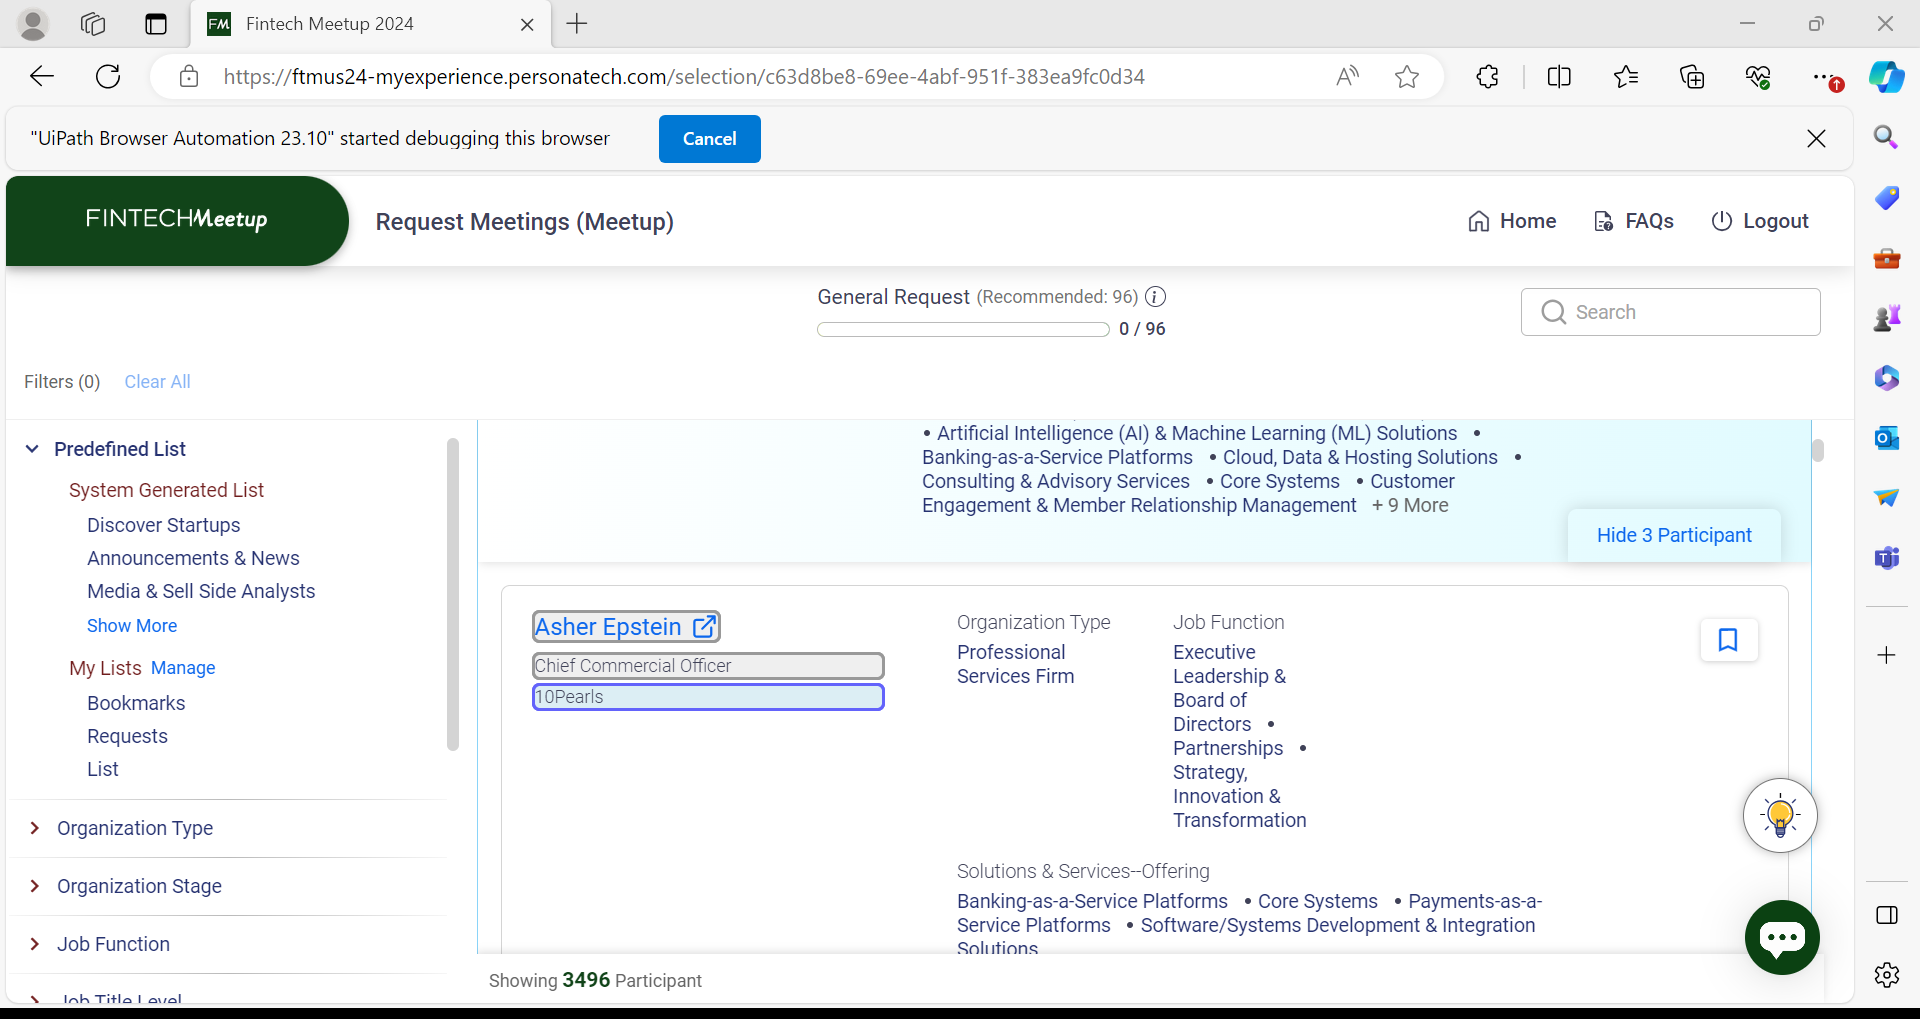 Fintech Meetup 2024
https://ftmus24-myexperience.personatech.com/selection/c63d8be8-69ee-4abf-951f-383ea9fc0d34
"UiPath Browser Automation 23.10" started debugging this browser
Cancel
FINTECHMeetup
Request Meetings (Meetup)
Home
FAQs
Logout
General Request (Recommended: 96)
0 / 96
Search
Filters (0) Clear All
Predefined List
System Generated List
Discover Startups
Announcements & News
Media & Sell Side Analysts
Show More
My Lists Manage
Bookmarks
Requests
List
Organization Type
Organization Stage
Job Function
Job Title Level
• Artificial Intelligence (AI) & Machine Learning (ML) Solutions •
Banking-as-a-Service Platforms • Cloud, Data & Hosting Solutions •
Consulting & Advisory Services • Core Systems • Customer
Engagement & Member Relationship Management + 9 More
Hide 3 Participant
Asher Epstein
Chief Commercial Officer
10Pearls
Organization Type
Professional
Services Firm
Job Function
Executive
Leadership &
Board of
Directors •
Partnerships •
Strategy,
Innovation &
Transformation
Solutions & Services--Offering
Banking-as-a-Service Platforms • Core Systems • Payments-as-a-
Service Platforms • Software/Systems Development & Integration
Solutions
Showing 3496 Participant